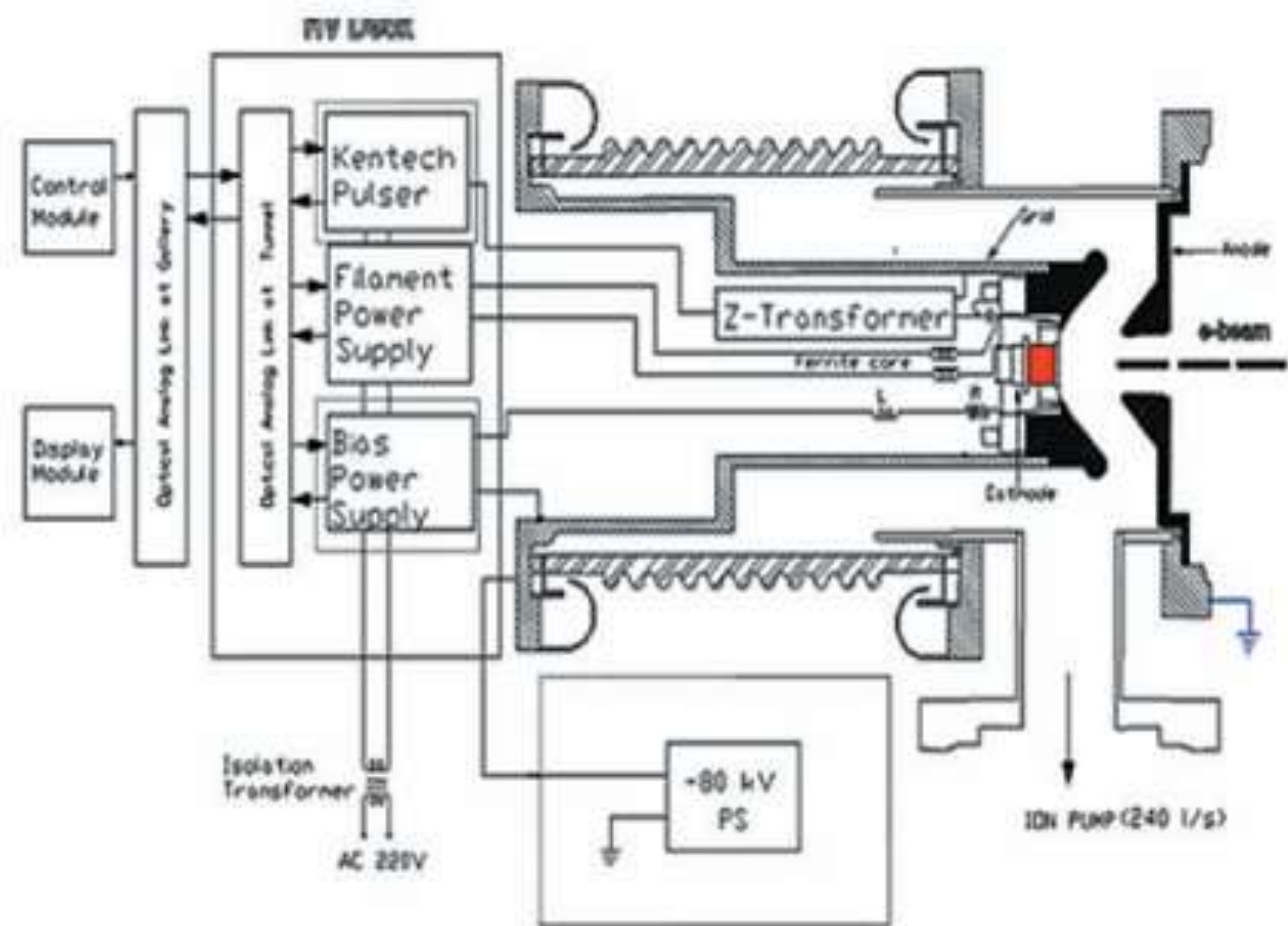 Control
Module
Display
Module
Optical Analog Link at Gallery
Optical Analog Link at Tunnel
Kentech
Pulser
Filament
Power
Supply
Bias
Power
Supply
Z-Transformer
Ferrite core
L
R
Grid
Anode
e-beam
Cathode
Isolation
Transformer
AC 220V
-80 kV
PS
ION PUMP(240 l/s)